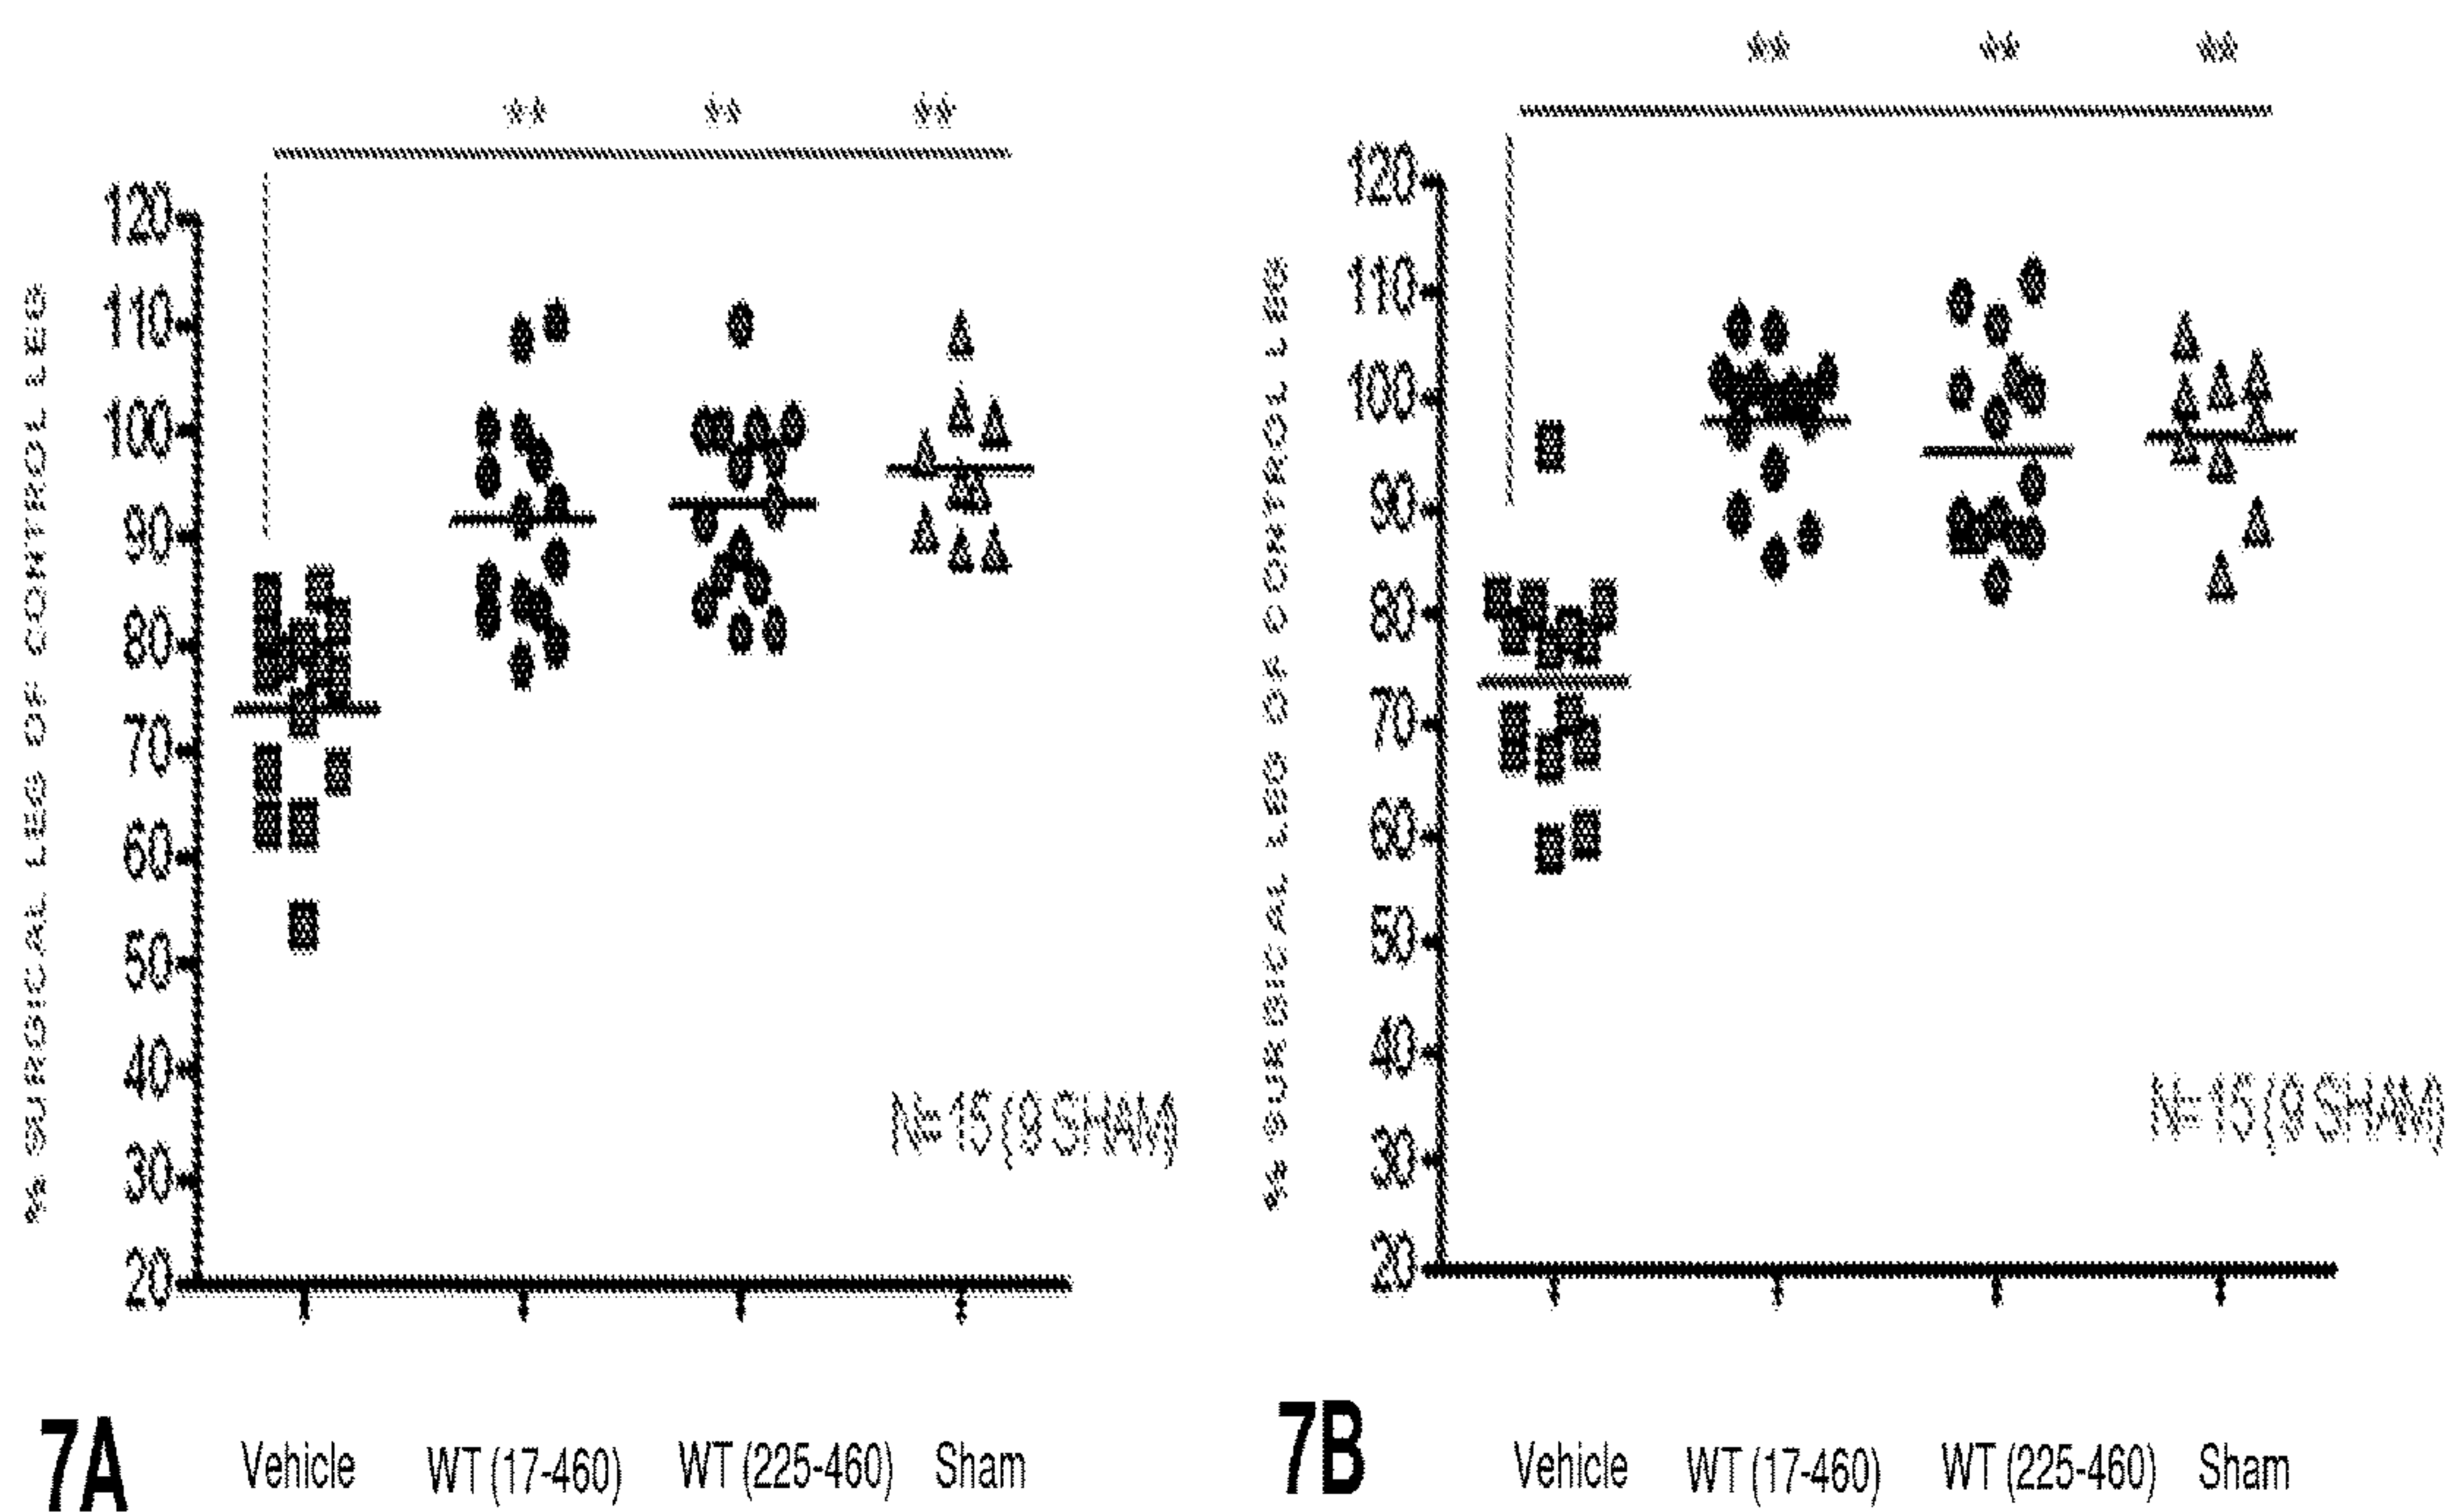 ** ** **
120
110
100
90
80
70
60
50
40
30
20
% SURGICAL LEG OF CONTROL LEG
N=15 (9 SHAM)
Vehicle WT (17-460) WT (225-460) Sham
7A
** ** **
120
110
100
90
80
70
60
50
40
30
20
% SURGICAL LEG OF CONTROL LEG
N=15 (9 SHAM)
Vehicle WT (17-460) WT (225-460) Sham
7B